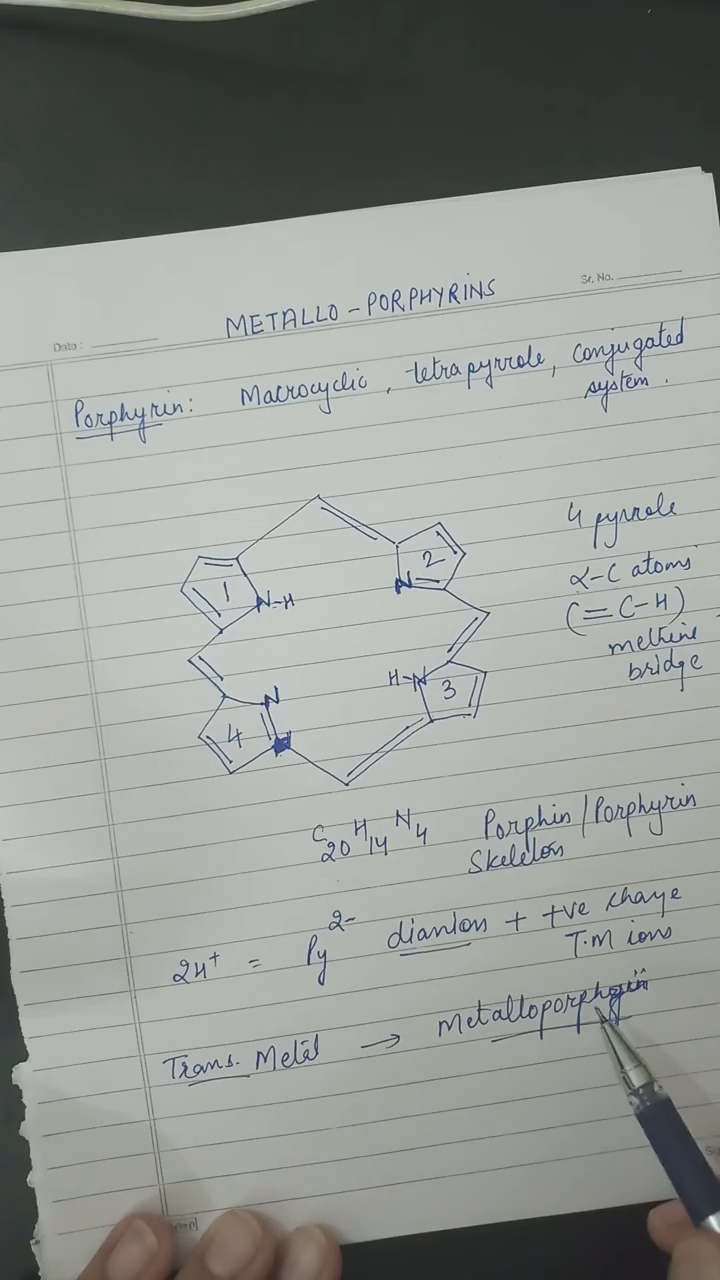 Sr. No.
METALLO - PORPHYRINS
Date :
Porphyrin: Macrocyclic, tetrapyrrole, conjugated
system.
4 pyrrole
α-C atoms
(=C-H)
methine
bridge
1
N-H
2
N
H-N
3
N
4
C20H14N4 Porphin/Porphyrin
Skeleton
2H+ = Py2- dianion + +ve charge
T.M ions
Trans. Metal → Metalloporphyrin